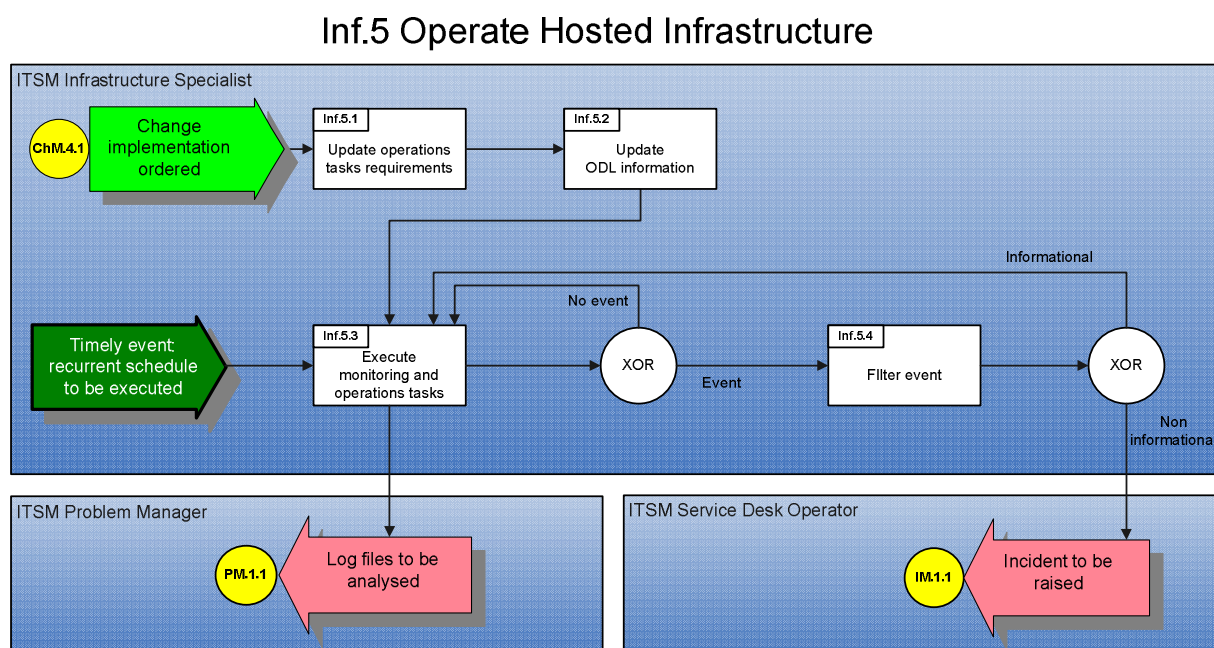 Inf.5 Operate Hosted Infrastructure
ITSM Infrastructure Specialist
ChM.4.1
Change
implementation
ordered
Inf.5.1
Update operations
tasks requirements
Inf.5.2
Update
ODL information
Informational
No event
Timely event:
recurrent schedule
to be executed
Inf.5.3
Execute
monitoring and
operations tasks
XOR
Event
Inf.5.4
FIlter event
XOR
Non
informationa
ITSM Problem Manager
PM.1.1
Log files to be
analysed
ITSM Service Desk Operator
IM.1.1
Incident to be
raised